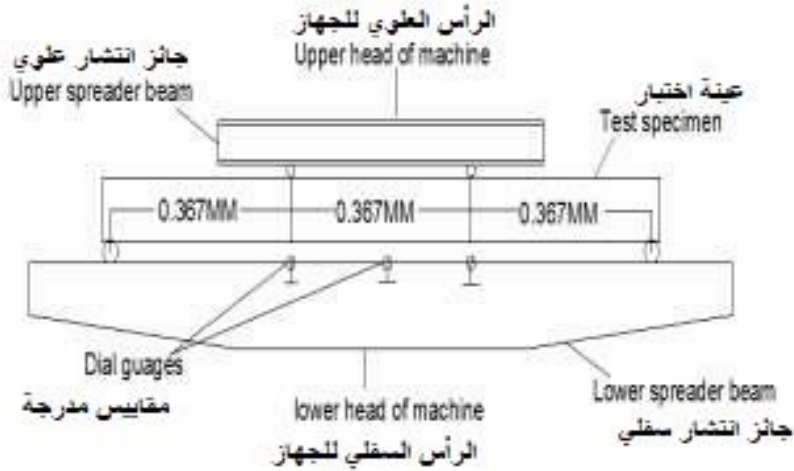 الرأس العلوي للجهاز
Upper head of machine
جائز انتشار علوي
Upper spreader beam
عينة اختبار
Test specimen
0.367MM
0.367MM
0.367MM
Dial guages
مقاييس مدرجة
lower head of machine
الرأس السفلي للجهاز
Lower spreader beam
جائز انتشار سفلي